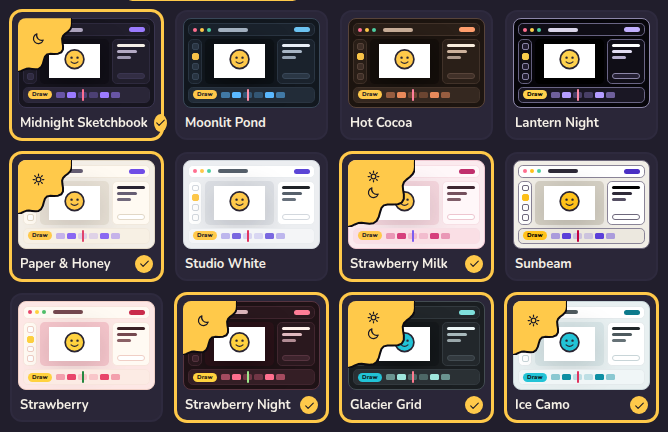 Draw
Draw
Draw
Draw
Midnight Sketchbook
Moonlit Pond
Hot Cocoa
Lantern Night
Draw
Draw
Draw
Draw
Paper & Honey
Studio White
Strawberry Milk
Sunbeam
Draw
Draw
Draw
Draw
Strawberry
Strawberry Night
Glacier Grid
Ice Camo